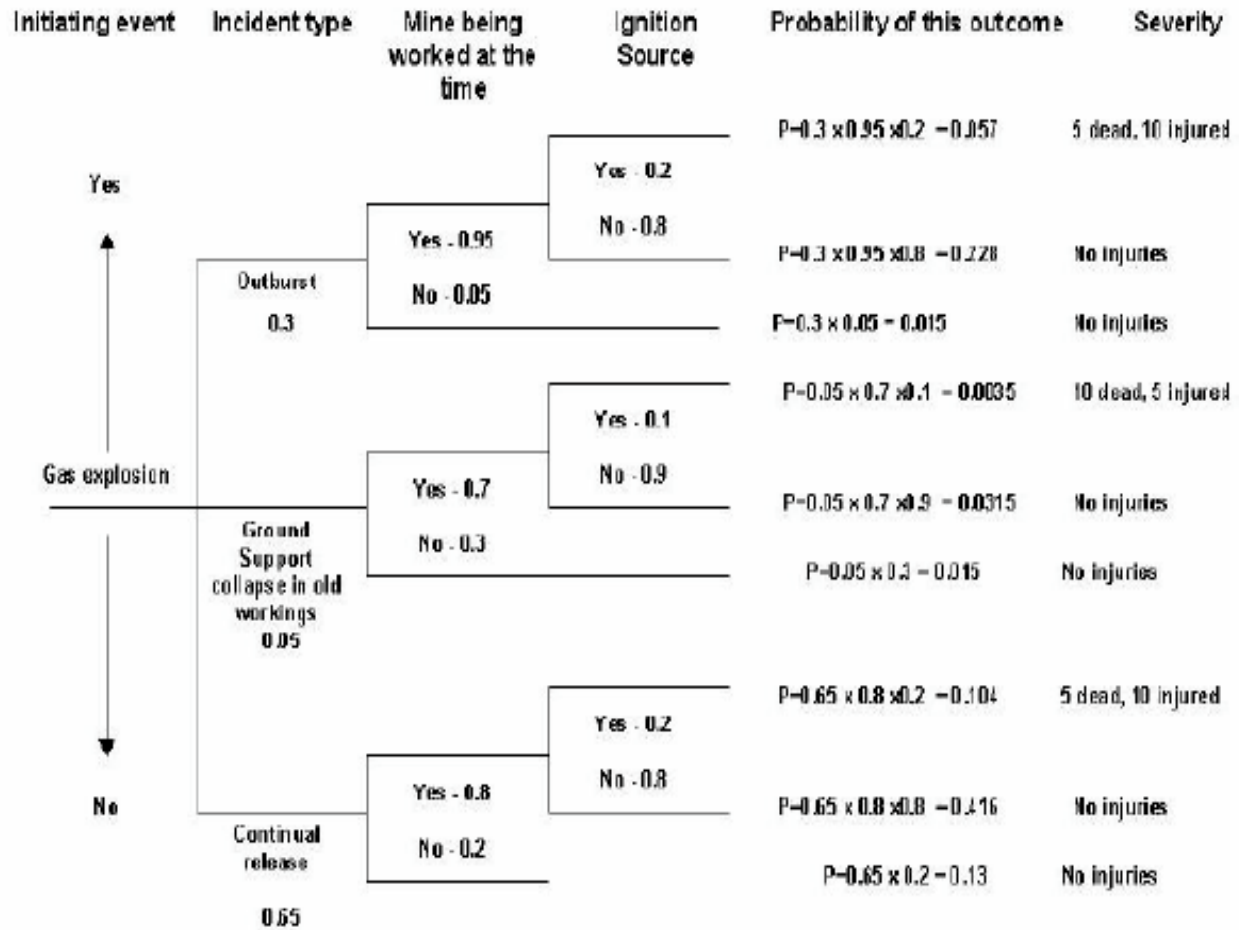 Initiating event Incident type Mine being Ignition Probability of this outcome Severity
worked at the Source
time
P=0.3 x0.95 x0.2 = 0.057 5 dead, 10 injured
Yes - 0.2
Yes
No - 0.8
Yes - 0.95
P=0.3 x0.95 x0.8 = 0.228 No injuries
Outburst
No - 0.05
0.3
P=0.3 x 0.05 = 0.015 No injuries
P=0.05 x 0.7 x0.1 = 0.0035 10 dead, 5 injured
Yes - 0.1
Gas explosion
No - 0.9
Yes - 0.7
P=0.05 x 0.7 x0.9 = 0.0315 No injuries
Ground
Support
No - 0.3
collapse in old
workings
P=0.05 x 0.3 = 0.015 No injuries
0.05
P=0.65 x 0.8 x0.2 = 0.104 5 dead, 10 injured
Yes - 0.2
No - 0.8
Yes - 0.8
No
P=0.65 x 0.8 x0.8 = 0.416 No injuries
Continual
release
No - 0.2
P=0.65 x 0.2 = 0.13 No injuries
0.65